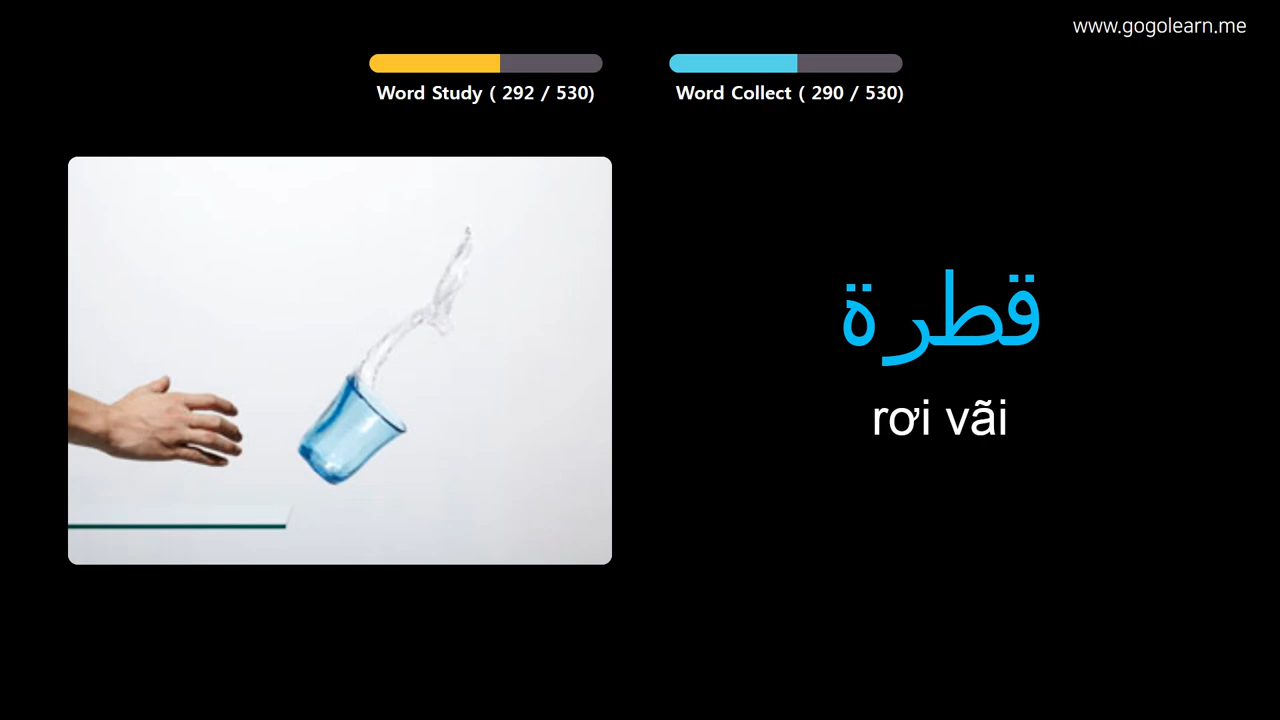 www.gogolearn.me
Word Study ( 292 / 530)
Word Collect ( 290 / 530)
قطرة
rơi vãi